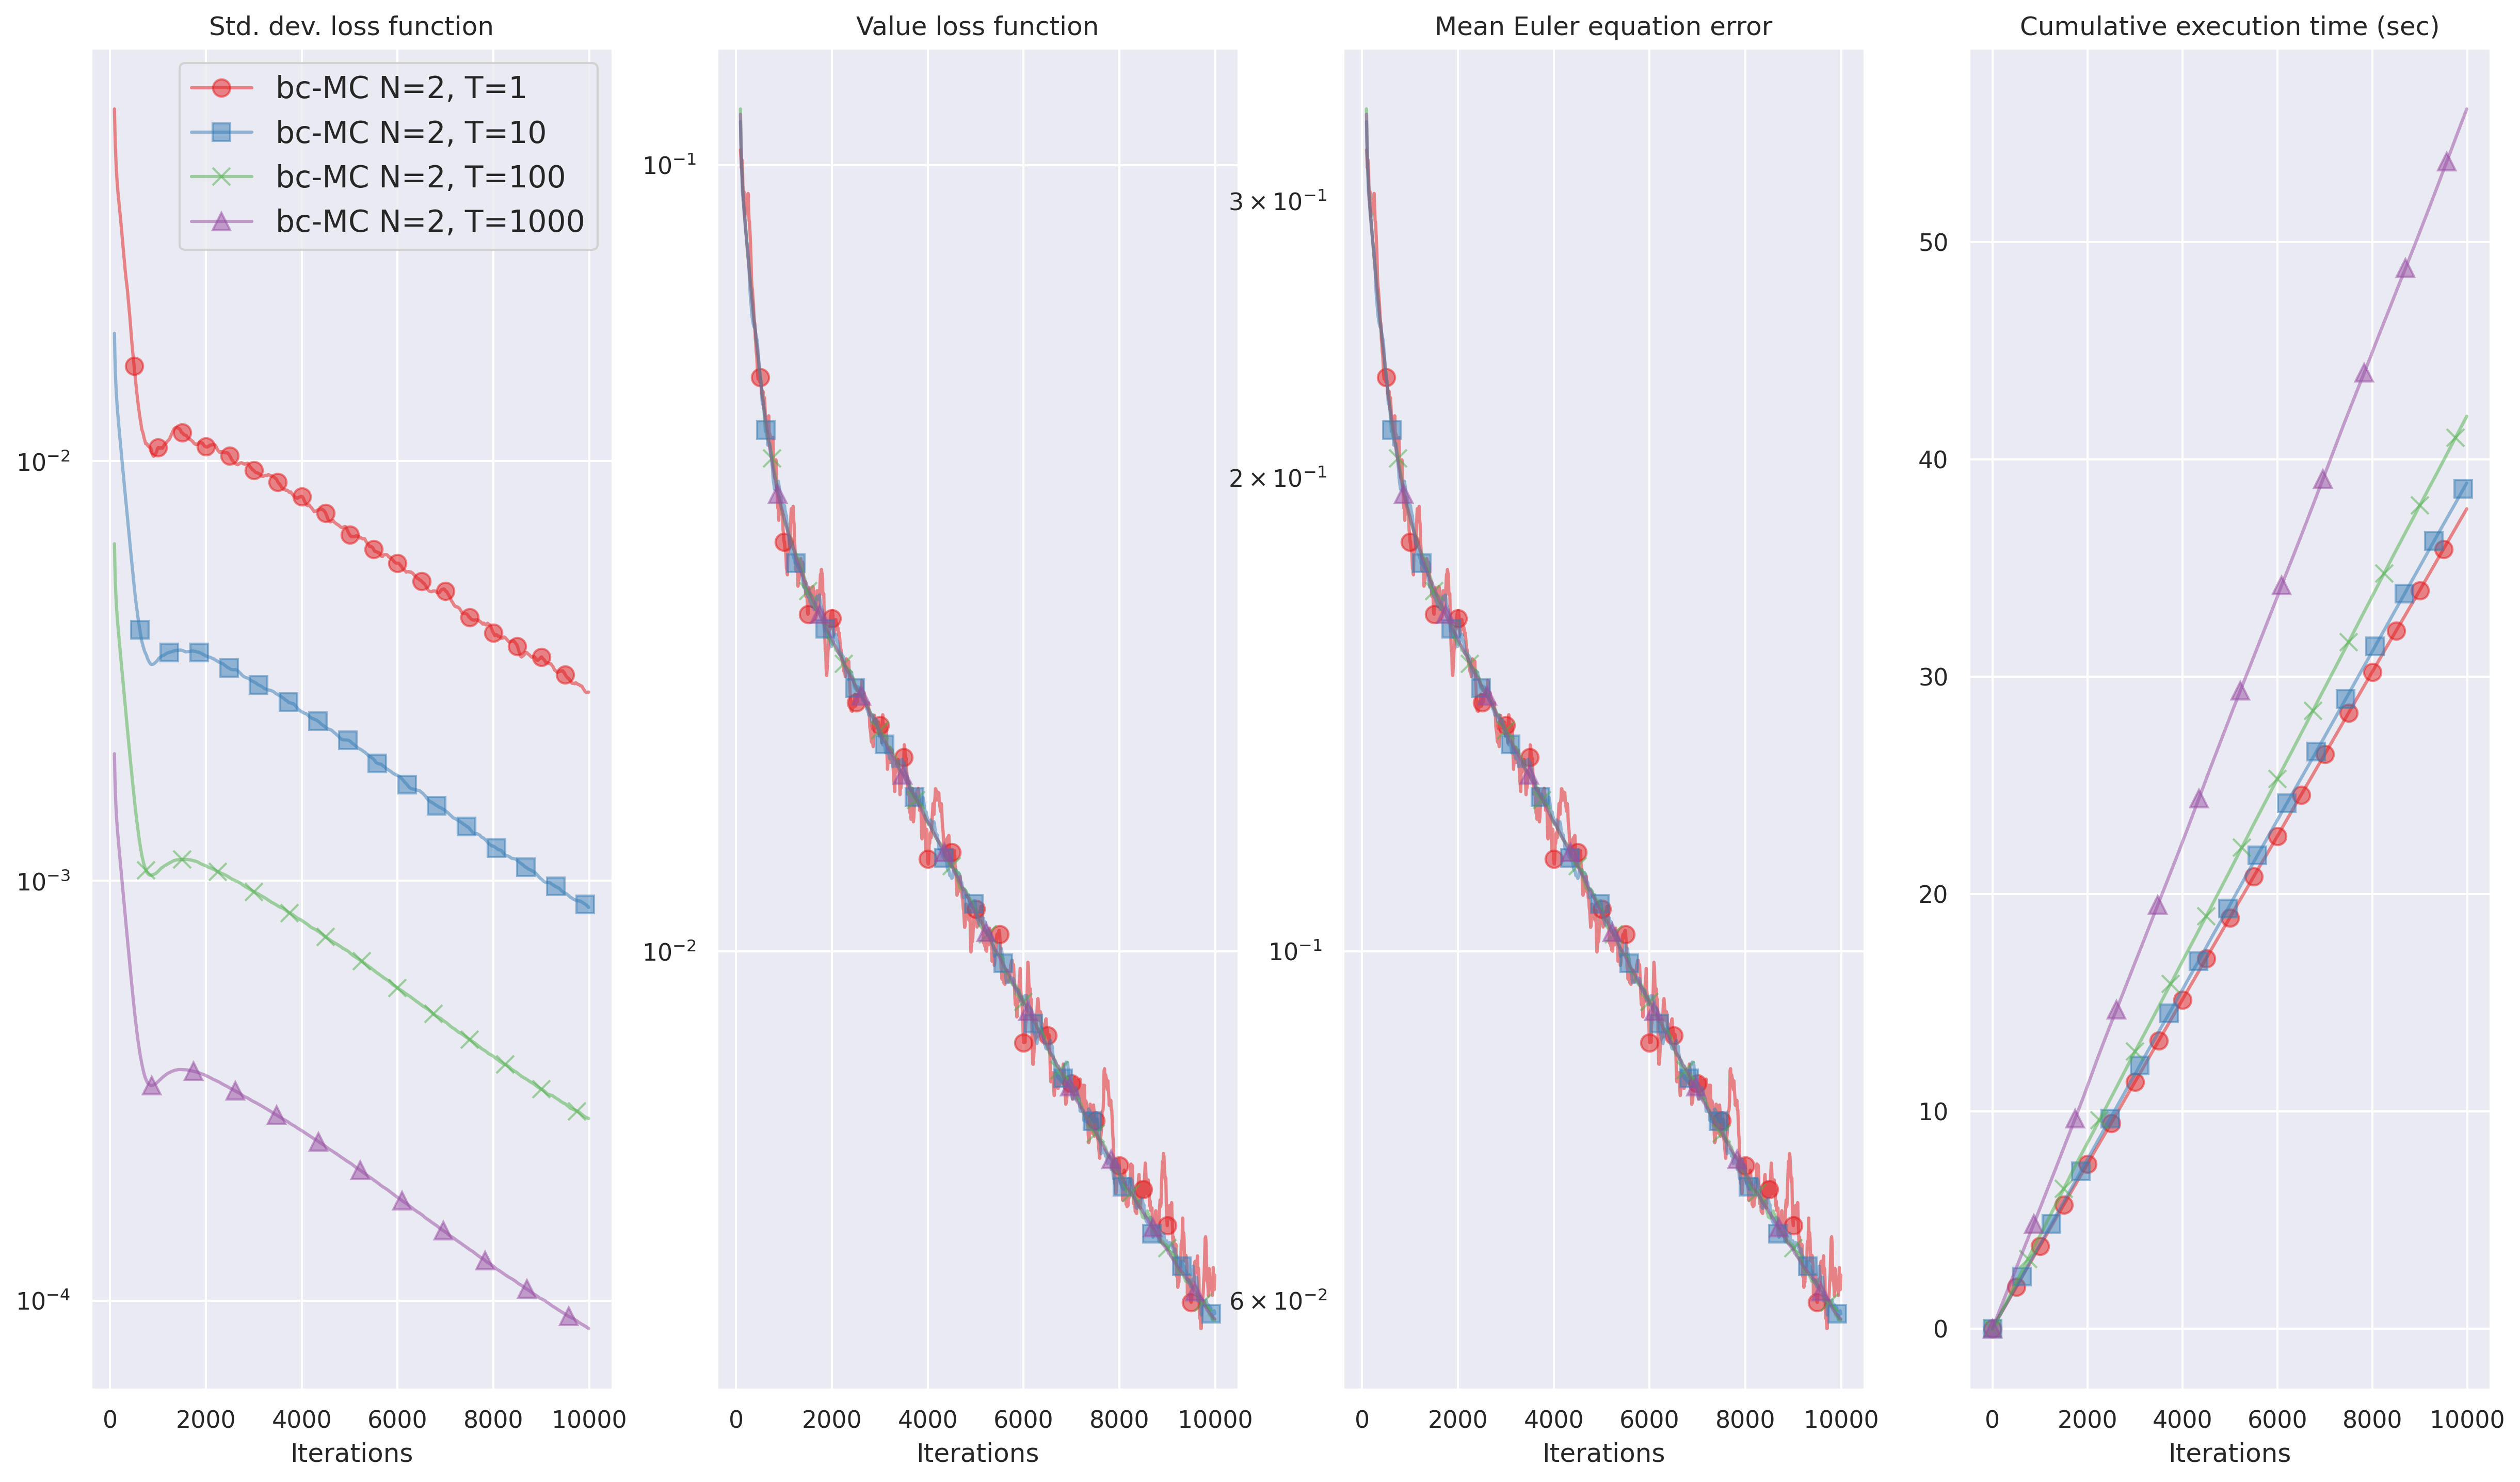 Std. dev. loss function
bc-MC N=2, T=1
bc-MC N=2, T=10
bc-MC N=2, T=100
bc-MC N=2, T=1000
10⁻²
10⁻³
10⁻⁴
0 2000 4000 6000 8000 10000
Iterations
Value loss function
10⁻¹
10⁻²
0 2000 4000 6000 8000 10000
Iterations
Mean Euler equation error
3 × 10⁻¹
2 × 10⁻¹
10⁻¹
6 × 10⁻²
0 2000 4000 6000 8000 10000
Iterations
Cumulative execution time (sec)
50
40
30
20
10
0
0 2000 4000 6000 8000 10000
Iterations